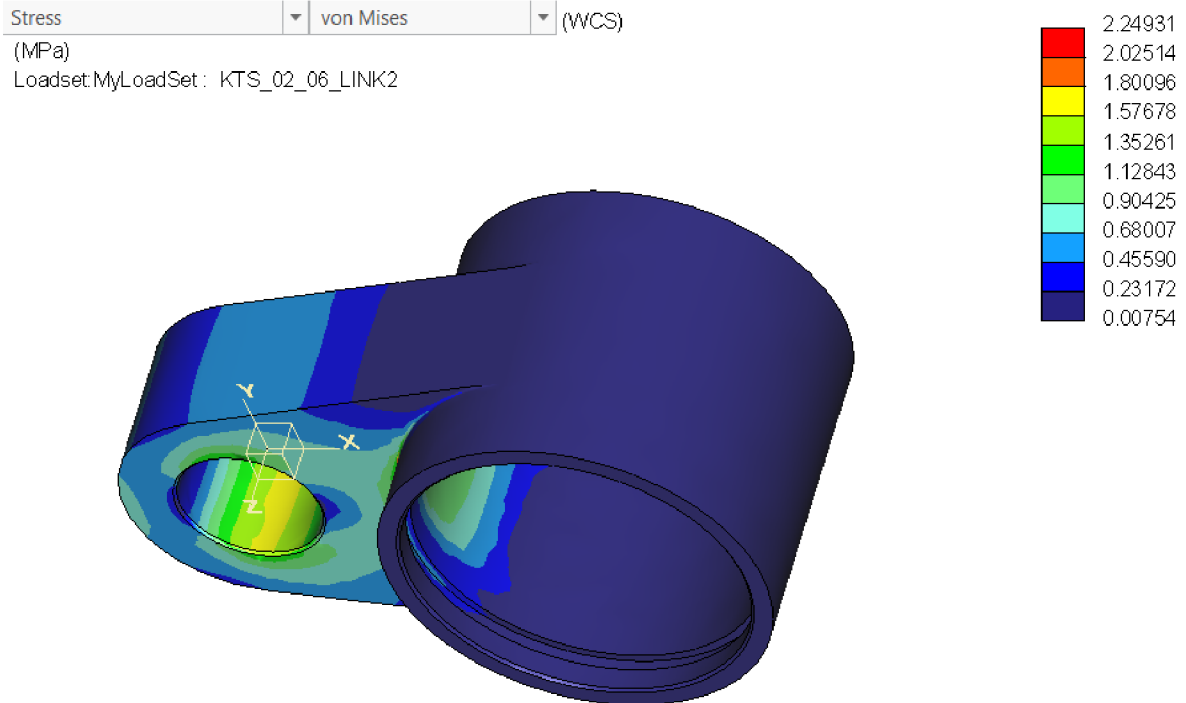 Stress von Mises (WCS)
(MPa)
Loadset:MyLoadSet : KTS_02_06_LINK2
2.24931
2.02514
1.80096
1.57678
1.35261
1.12843
0.90425
0.68007
0.45590
0.23172
0.00754
Y
X
Z